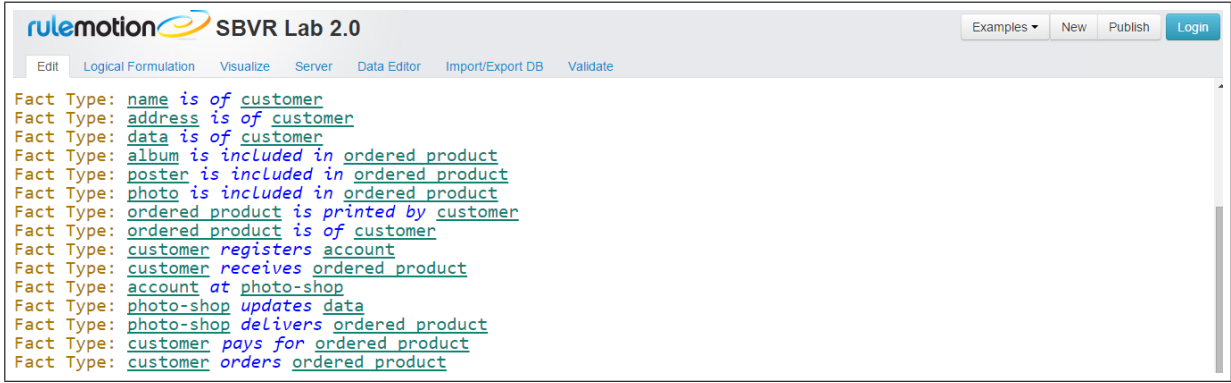 rulemotion SBVR Lab 2.0 Examples New Publish Login
Edit Logical Formulation Visualize Server Data Editor Import/Export DB Validate
Fact Type: name is of customer
Fact Type: address is of customer
Fact Type: data is of customer
Fact Type: album is included in ordered product
Fact Type: poster is included in ordered product
Fact Type: photo is included in ordered product
Fact Type: ordered product is printed by customer
Fact Type: ordered product is of customer
Fact Type: customer registers account
Fact Type: customer receives ordered product
Fact Type: account at photo-shop
Fact Type: photo-shop updates data
Fact Type: photo-shop delivers ordered product
Fact Type: customer pays for ordered product
Fact Type: customer orders ordered product